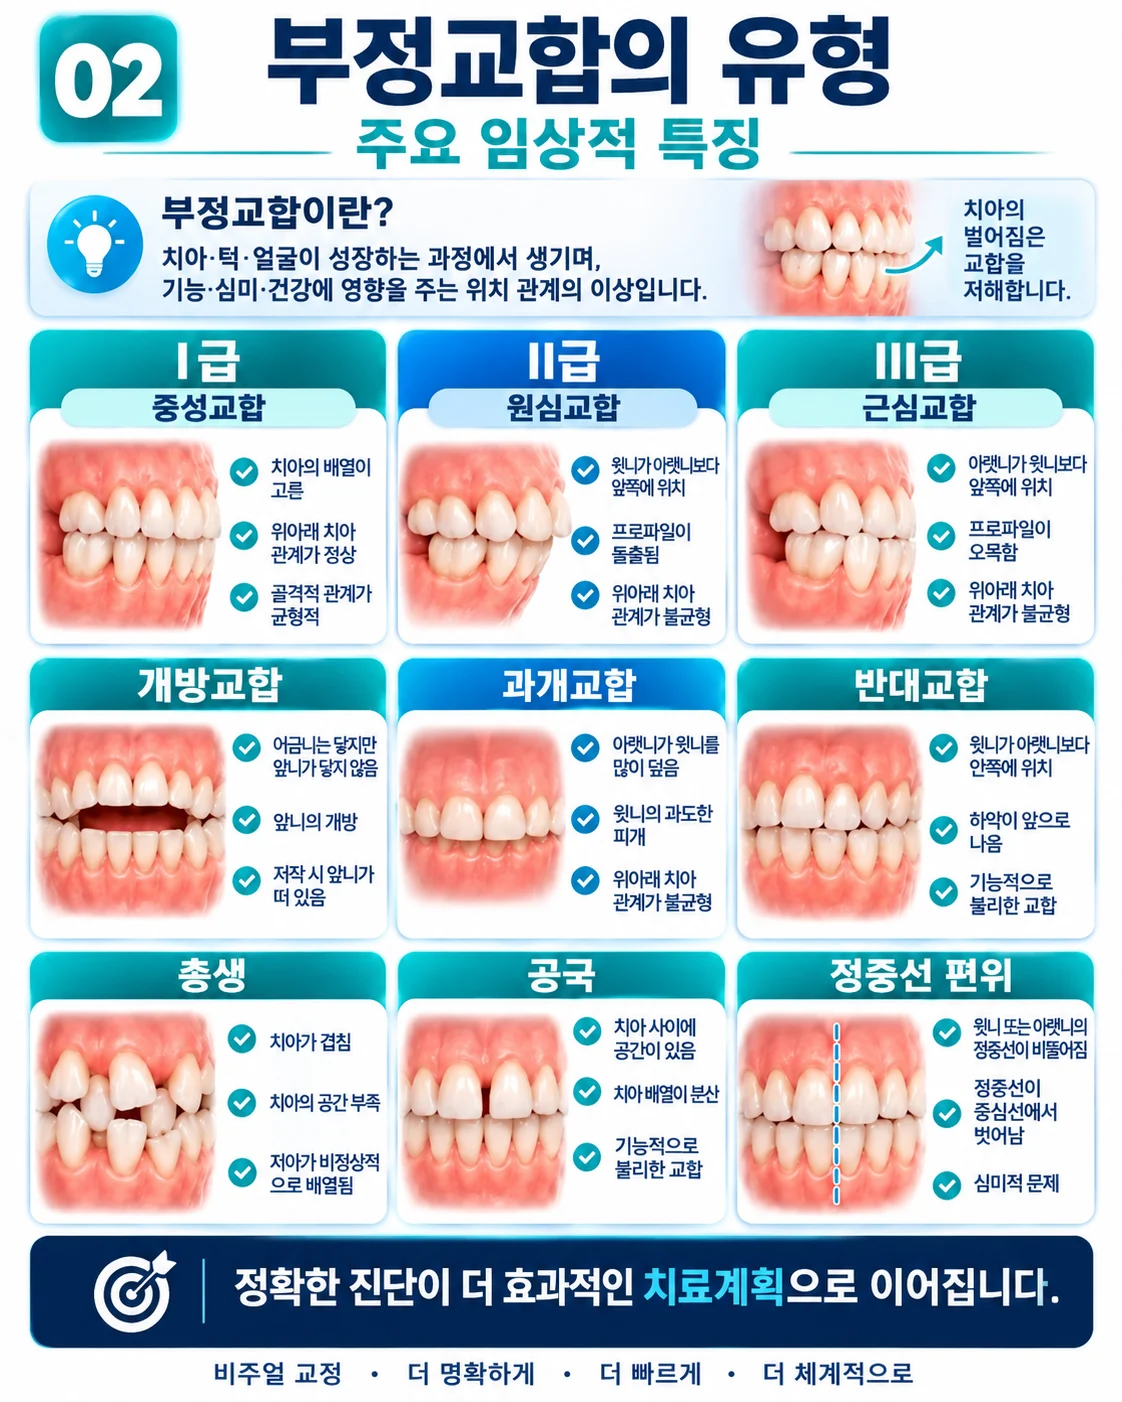 02
부정교합의 유형
주요 임상적 특징
부정교합이란?
치아·턱·얼굴이 성장하는 과정에서 생기며,
기능·심미·건강에 영향을 주는 위치 관계의 이상입니다.
치아의
벌어짐은
교합을
저해합니다.
I급
중성교합
치아의 배열이
고른
위아래 치아
관계가 정상
골격적 관계가
균형적
II급
원심교합
윗니가 아랫니보다
앞쪽에 위치
프로파일이
돌출됨
위아래 치아
관계가 불균형
III급
근심교합
아랫니가 윗니보다
앞쪽에 위치
프로파일이
오목함
위아래 치아
관계가 불균형
개방교합
어금니는 닿지만
앞니가 닿지 않음
앞니의 개방
저작 시 앞니가
떠 있음
과개교합
아랫니가 윗니를
많이 덮음
윗니의 과도한
피개
위아래 치아
관계가 불균형
반대교합
윗니가 아랫니보다
안쪽에 위치
하악이 앞으로
나옴
기능적으로
불리한 교합
총생
치아가 겹침
치아의 공간 부족
저아가 비정상적
으로 배열됨
공국
치아 사이에
공간이 있음
치아 배열이 분산
기능적으로
불리한 교합
정중선 편위
윗니 또는 아랫니의
정중선이 비뚤어짐
정중선이
중심선에서
벗어남
심미적 문제
정확한 진단이 더 효과적인 치료계획으로 이어집니다.
비주얼 교정 • 더 명확하게 • 더 빠르게 • 더 체계적으로